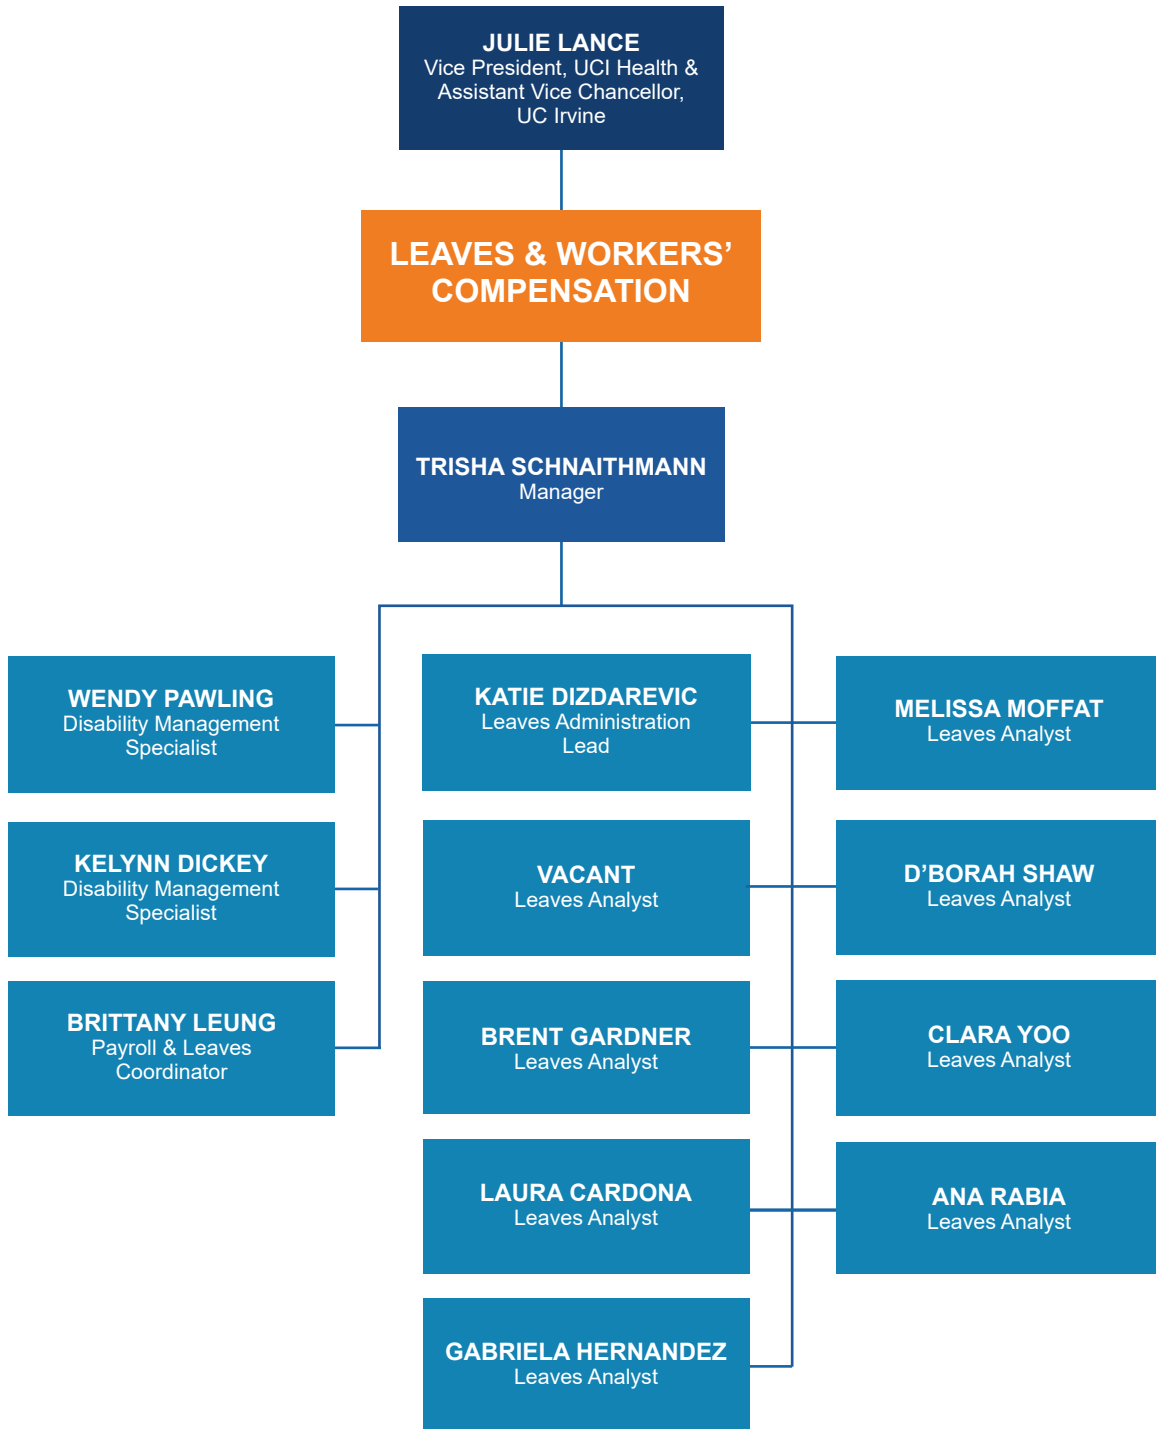 JULIE LANCE
Vice President, UCI Health &
Assistant Vice Chancellor,
UC Irvine
LEAVES & WORKERS’
COMPENSATION
TRISHA SCHNAITHMANN
Manager
WENDY PAWLING
Disability Management
Specialist
KELYNN DICKEY
Disability Management
Specialist
BRITTANY LEUNG
Payroll & Leaves
Coordinator
KATIE DIZDAREVIC
Leaves Administration
Lead
VACANT
Leaves Analyst
BRENT GARDNER
Leaves Analyst
LAURA CARDONA
Leaves Analyst
GABRIELA HERNANDEZ
Leaves Analyst
MELISSA MOFFAT
Leaves Analyst
D’BORAH SHAW
Leaves Analyst
CLARA YOO
Leaves Analyst
ANA RABIA
Leaves Analyst